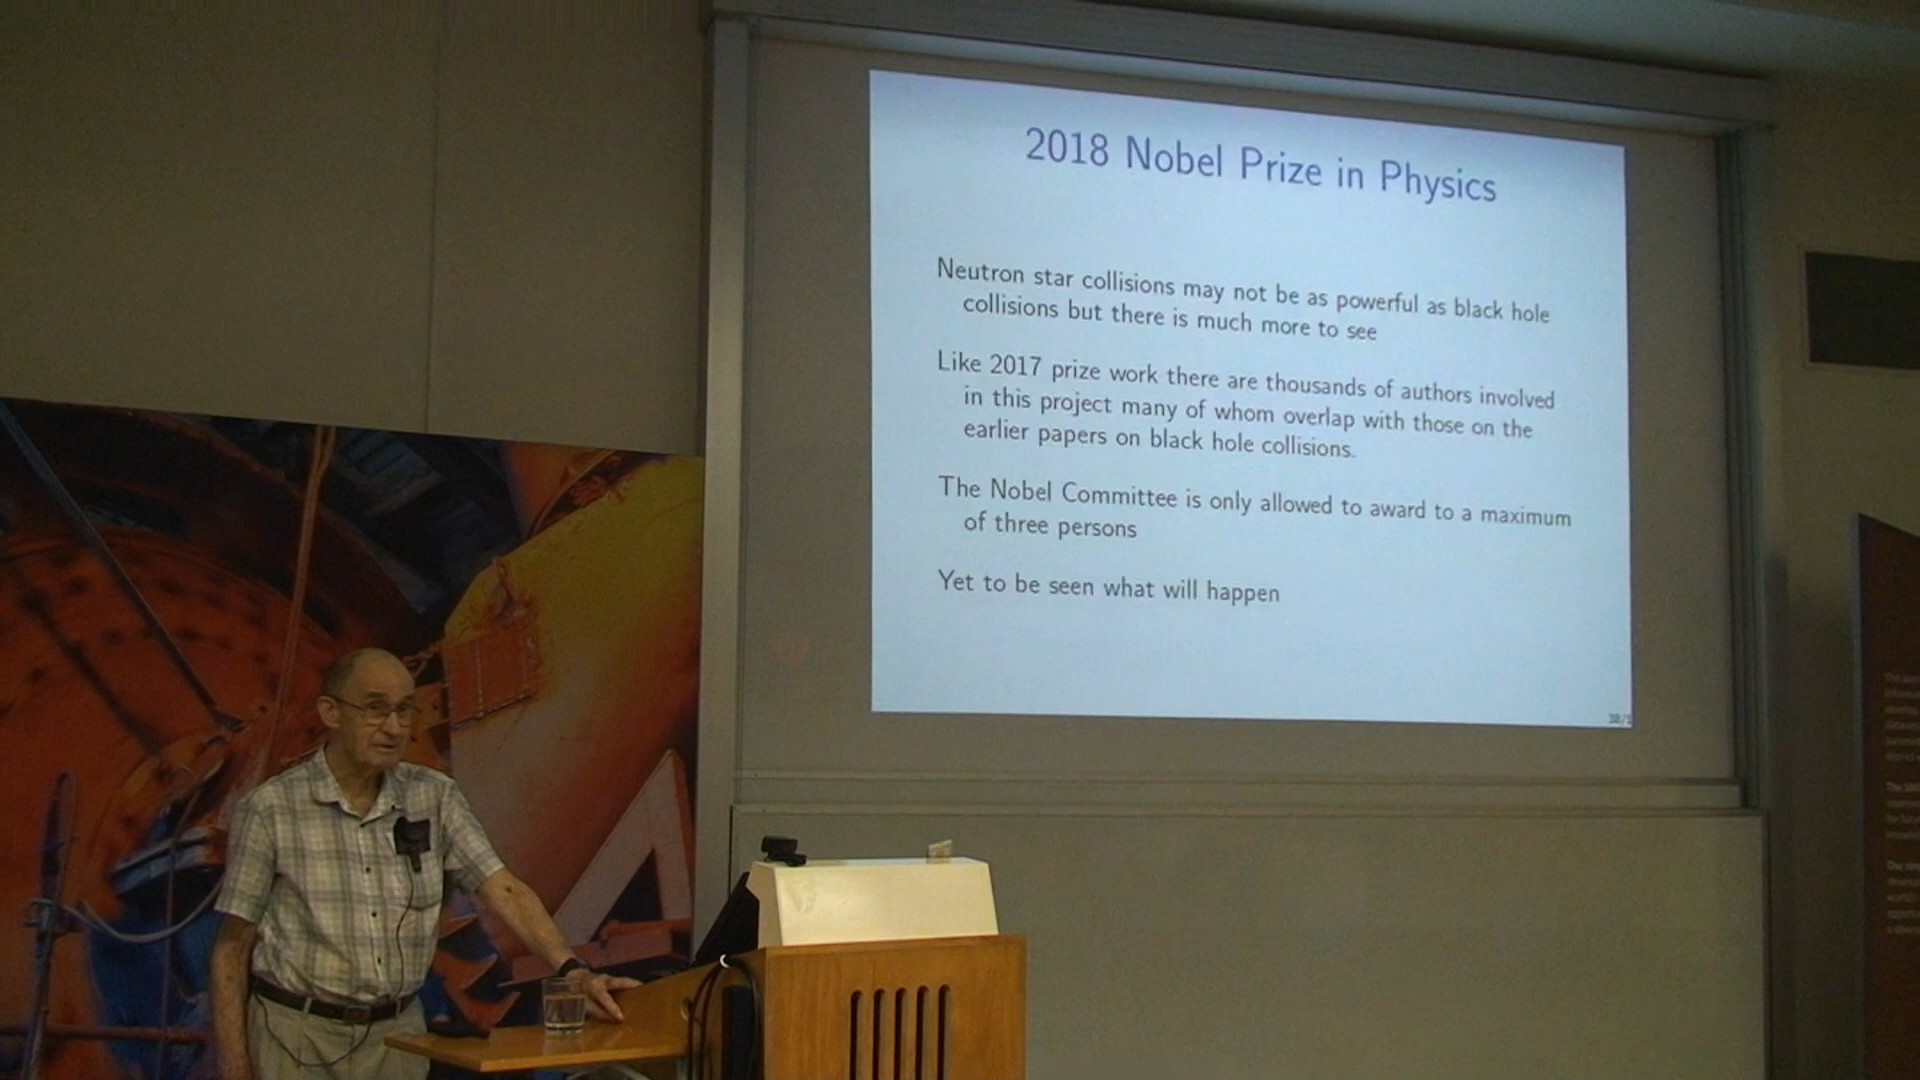 2018 Nobel Prize in Physics
Neutron star collisions may not be as powerful as black hole
collisions but there is much more to see
Like 2017 prize work there are thousands of authors involved
in this project many of whom overlap with those on the
earlier papers on black hole collisions.
The Nobel Committee is only allowed to award to a maximum
of three persons
Yet to be seen what will happen